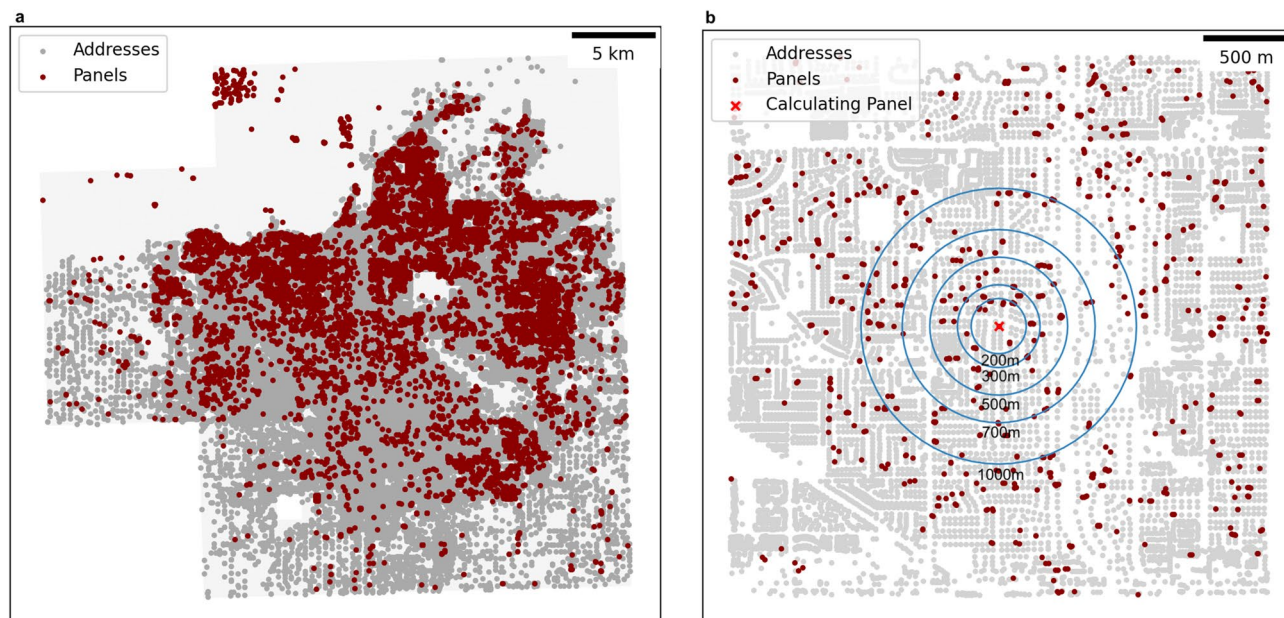 a
Addresses
Panels
5 km
b
Addresses
Panels
Calculating Panel
500 m
200m
300m
500m
700m
1000m